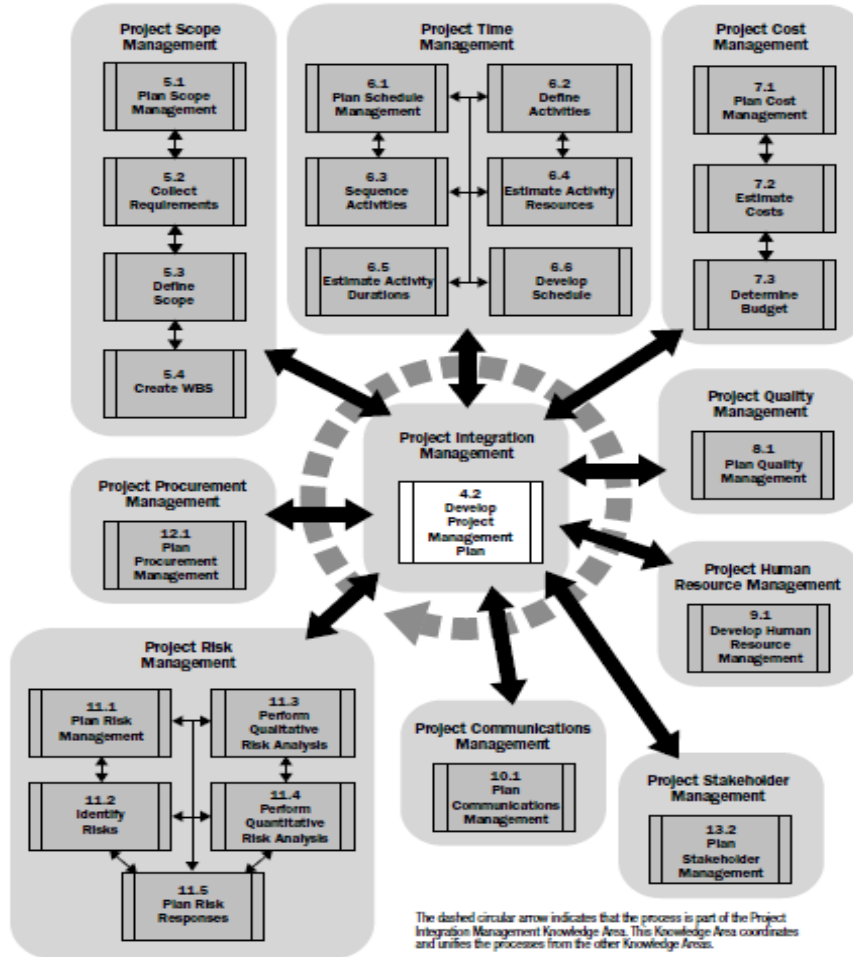 Project Scope
Management
5.1
Plan Scope
Management
5.2
Collect
Requirements
5.3
Define
Scope
5.4
Create WBS
Project Time
Management
6.1
Plan Schedule
Management
6.2
Define
Activities
6.3
Sequence
Activities
6.4
Estimate Activity
Resources
6.5
Estimate Activity
Durations
6.6
Develop
Schedule
Project Cost
Management
7.1
Plan Cost
Management
7.2
Estimate
Costs
7.3
Determine
Budget
Project Quality
Management
8.1
Plan Quality
Management
Project Integration
Management
4.2
Develop
Project
Management
Plan
Project Procurement
Management
12.1
Plan
Procurement
Management
Project Human
Resource Management
9.1
Develop Human
Resource
Management
Project Risk
Management
11.1
Plan Risk
Management
11.3
Perform
Qualitative
Risk Analysis
11.2
Identify
Risks
11.4
Perform
Quantitative
Risk Analysis
11.5
Plan Risk
Responses
Project Communications
Management
10.1
Plan
Communications
Management
Project Stakeholder
Management
13.2
Plan
Stakeholder
Management
The dashed circular arrow indicates that the process is part of the Project
Integration Management Knowledge Area. This Knowledge Area coordinates
and unifies the processes from the other Knowledge Areas.